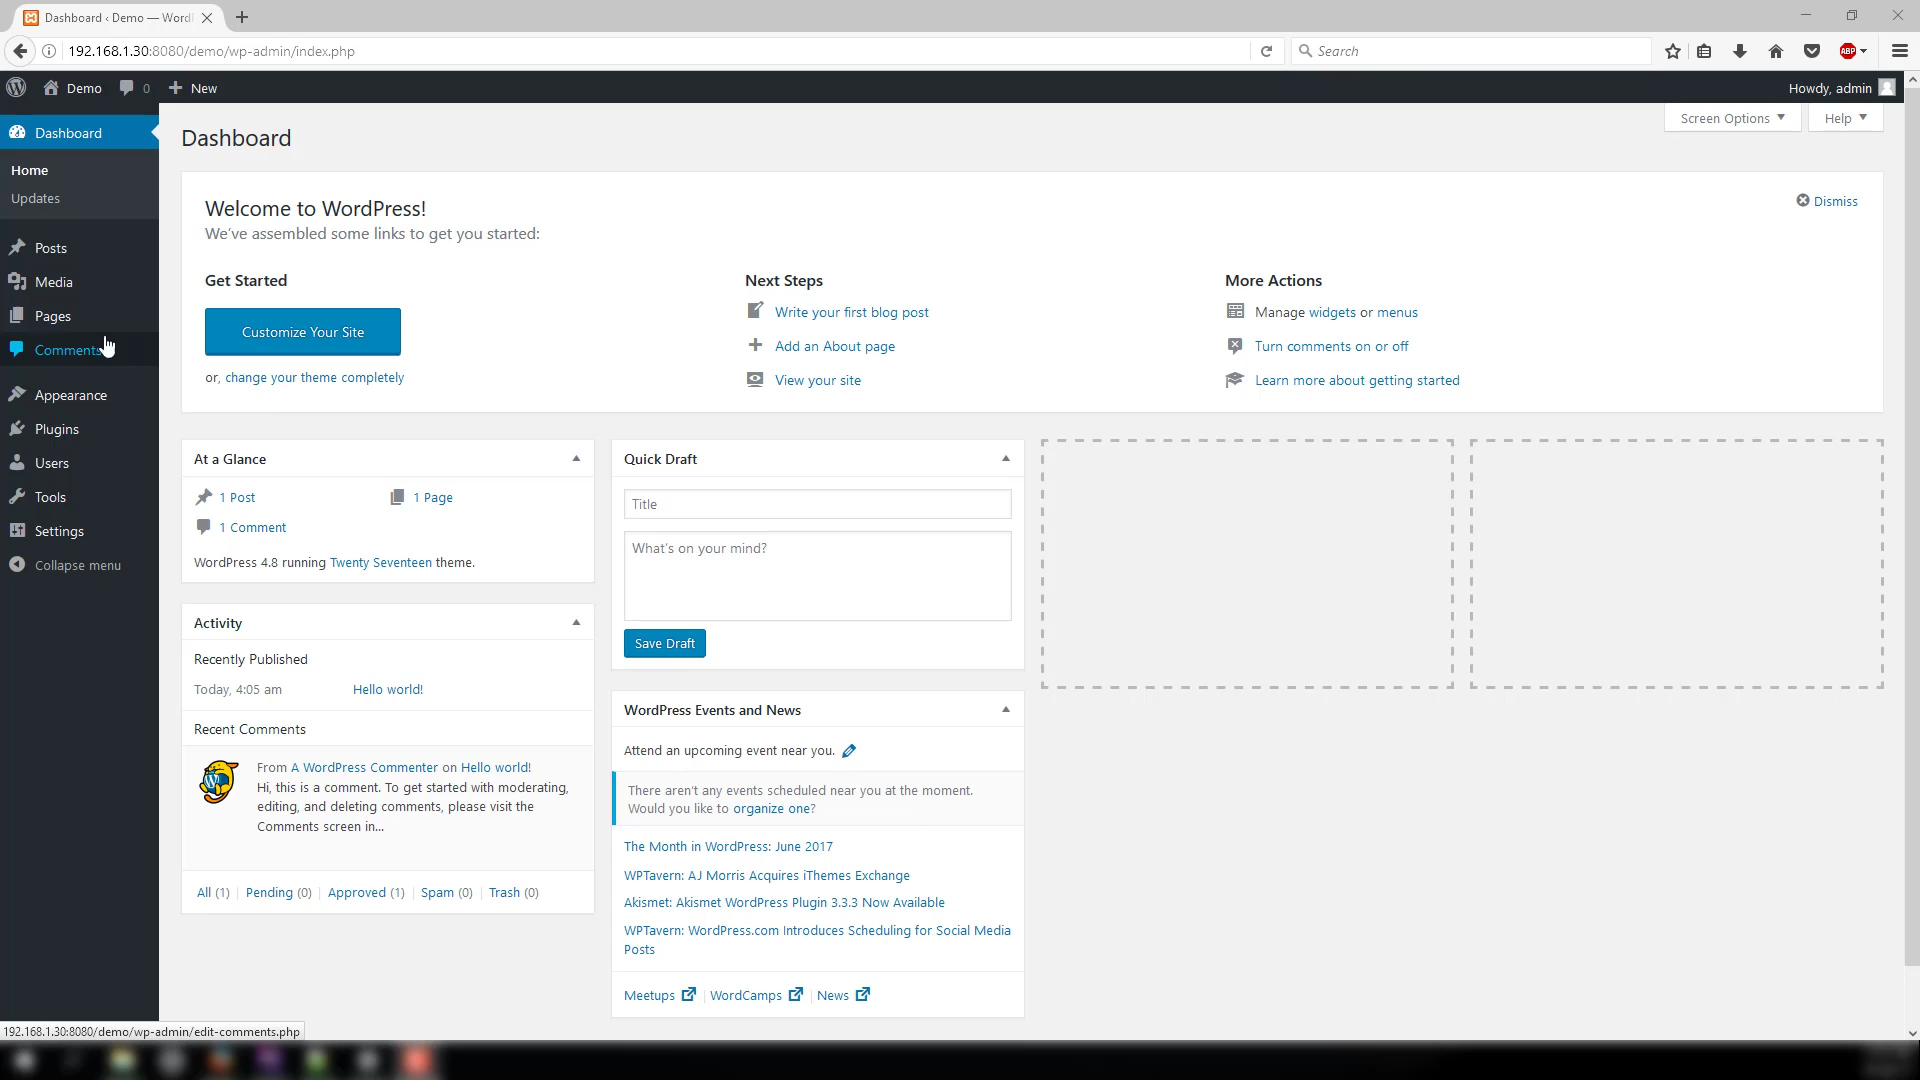 Dashboard ‹ Demo — WordP
192.168.1.30:8080/demo/wp-admin/index.php
Search
ABP
Demo
0
New
Howdy, admin
Dashboard
Home
Updates
Posts
Media
Pages
Comments
Appearance
Plugins
Users
Tools
Settings
Collapse menu
Dashboard
Screen Options
Help
Welcome to WordPress!
We've assembled some links to get you started:
Dismiss
Get Started
Customize Your Site
or, change your theme completely
Next Steps
Write your first blog post
Add an About page
View your site
More Actions
Manage widgets or menus
Turn comments on or off
Learn more about getting started
At a Glance
1 Post
1 Page
1 Comment
WordPress 4.8 running Twenty Seventeen theme.
Activity
Recently Published
Today, 4:05 am
Hello world!
Recent Comments
From A WordPress Commenter on Hello world!
Hi, this is a comment. To get started with moderating,
editing, and deleting comments, please visit the
Comments screen in...
All (1) | Pending (0) | Approved (1) | Spam (0) | Trash (0)
Quick Draft
Title
What's on your mind?
Save Draft
WordPress Events and News
Attend an upcoming event near you.
There aren't any events scheduled near you at the moment.
Would you like to organize one?
The Month in WordPress: June 2017
WPTavern: AJ Morris Acquires iThemes Exchange
Akismet: Akismet WordPress Plugin 3.3.3 Now Available
WPTavern: WordPress.com Introduces Scheduling for Social Media
Posts
Meetups | WordCamps | News
192.168.1.30:8080/demo/wp-admin/edit-comments.php